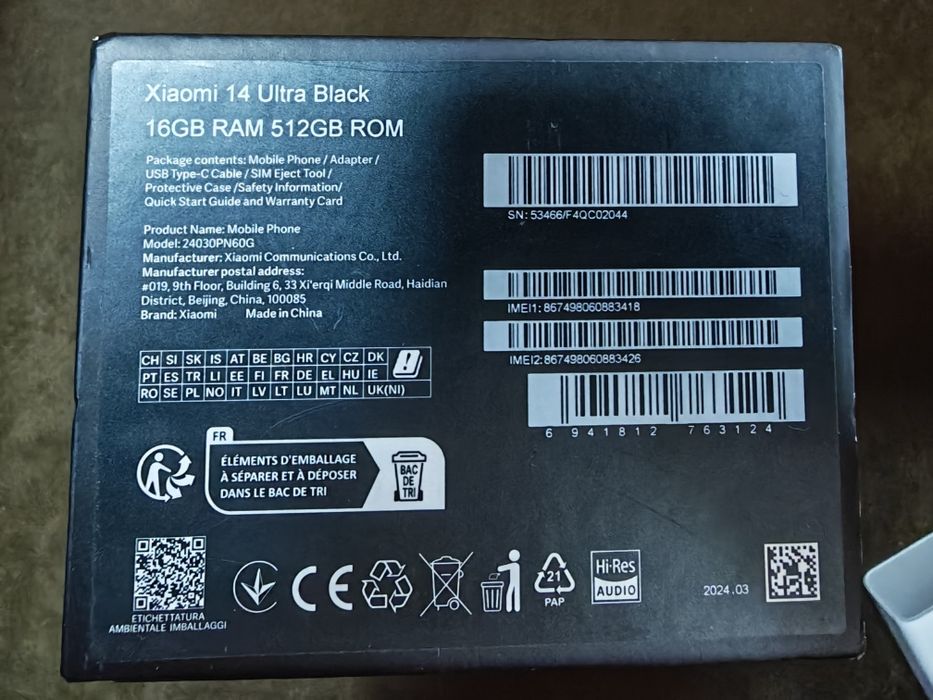 Xiaomi 14 Ultra Black
16GB RAM 512GB ROM
Package contents: Mobile Phone / Adapter /
USB Type-C Cable / SIM Eject Tool /
Protective Case /Safety Information/
Quick Start Guide and Warranty Card
Product Name: Mobile Phone
Model: 24030PN60G
Manufacturer: Xiaomi Communications Co., Ltd.
Manufacturer postal address:
#019, 9th Floor, Building 6, 33 Xi'erqi Middle Road, Haidian
District, Beijing, China, 100085
Brand: Xiaomi Made in China
CH SI SK IS AT BE BG HR CY CZ DK
PT ES TR LI EE FI FR DE EL HU IE
RO SE PL NO IT LV LT LU MT NL UK(NI)
SN: 53466/F4QC02044
IMEI1: 867498060883418
IMEI2: 867498060883426
6 941812 763124
FR
ÉLÉMENTS D'EMBALLAGE
À SÉPARER ET À DÉPOSER
DANS LE BAC DE TRI
BAC
DE
TRI
ETICHETTATURA
AMBIENTALE IMBALLAGGI
CE
21
PAP
Hi-Res
AUDIO
2024.03